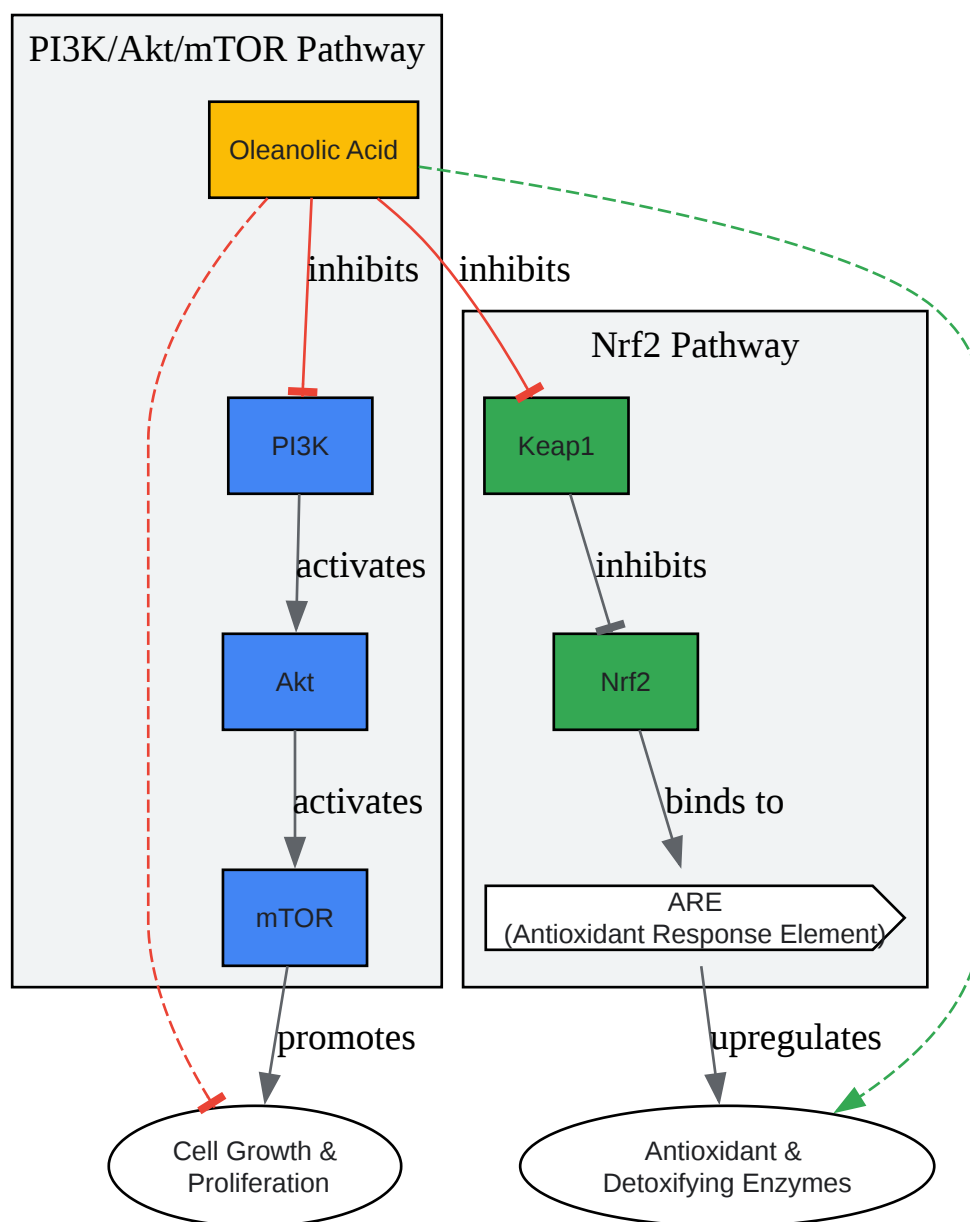 PI3K/Akt/mTOR Pathway
Oleanolic Acid
inhibits
inhibits
Nrf2 Pathway
PI3K
Keap1
activates
inhibits
Akt
Nrf2
activates
binds to
mTOR
ARE
(Antioxidant Response Element)
promotes
upregulates
Cell Growth &
Proliferation
Antioxidant &
Detoxifying Enzymes